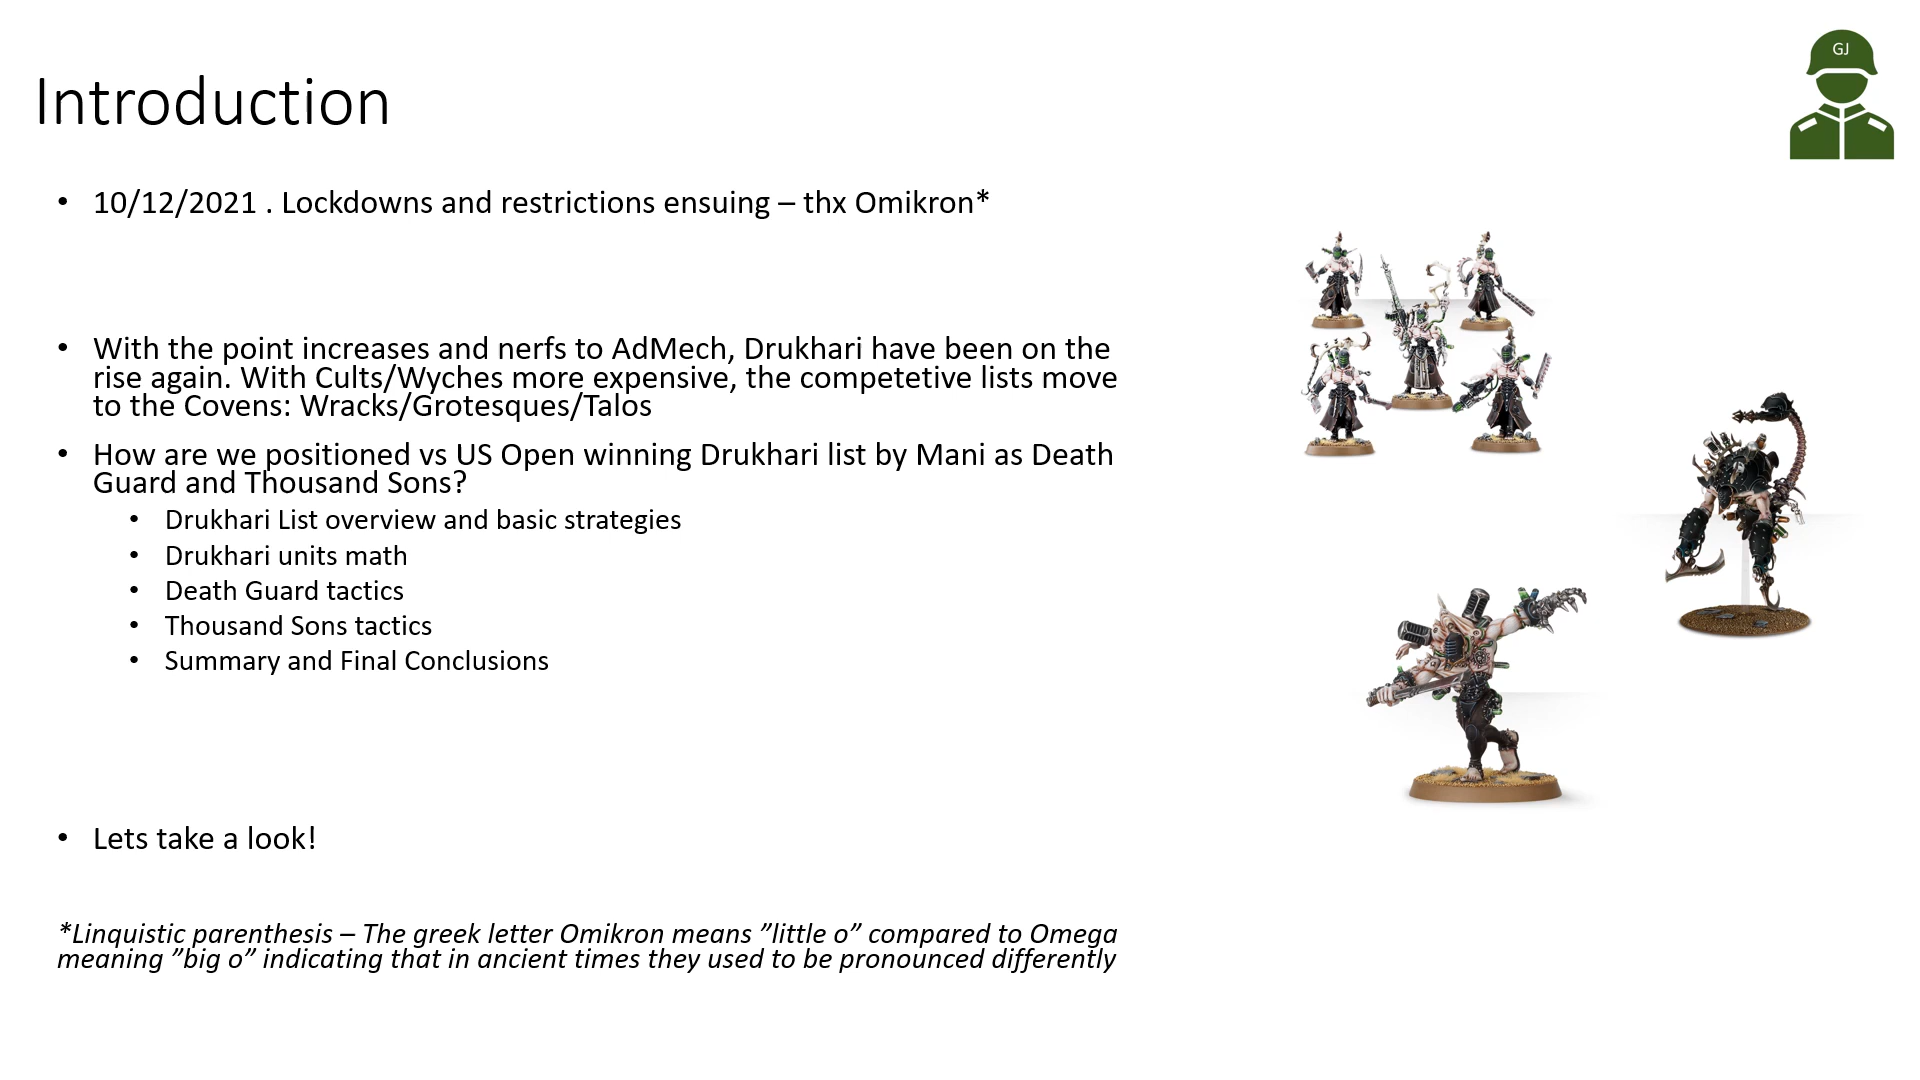 GJ
Introduction
• 10/12/2021 . Lockdowns and restrictions ensuing – thx Omikron*
• With the point increases and nerfs to AdMech, Drukhari have been on the
rise again. With Cults/Wyches more expensive, the competetive lists move
to the Covens: Wracks/Grotesques/Talos
• How are we positioned vs US Open winning Drukhari list by Mani as Death
Guard and Thousand Sons?
• Drukhari List overview and basic strategies
• Drukhari units math
• Death Guard tactics
• Thousand Sons tactics
• Summary and Final Conclusions
• Lets take a look!
*Linquistic parenthesis – The greek letter Omikron means ”little o” compared to Omega
meaning ”big o” indicating that in ancient times they used to be pronounced differently